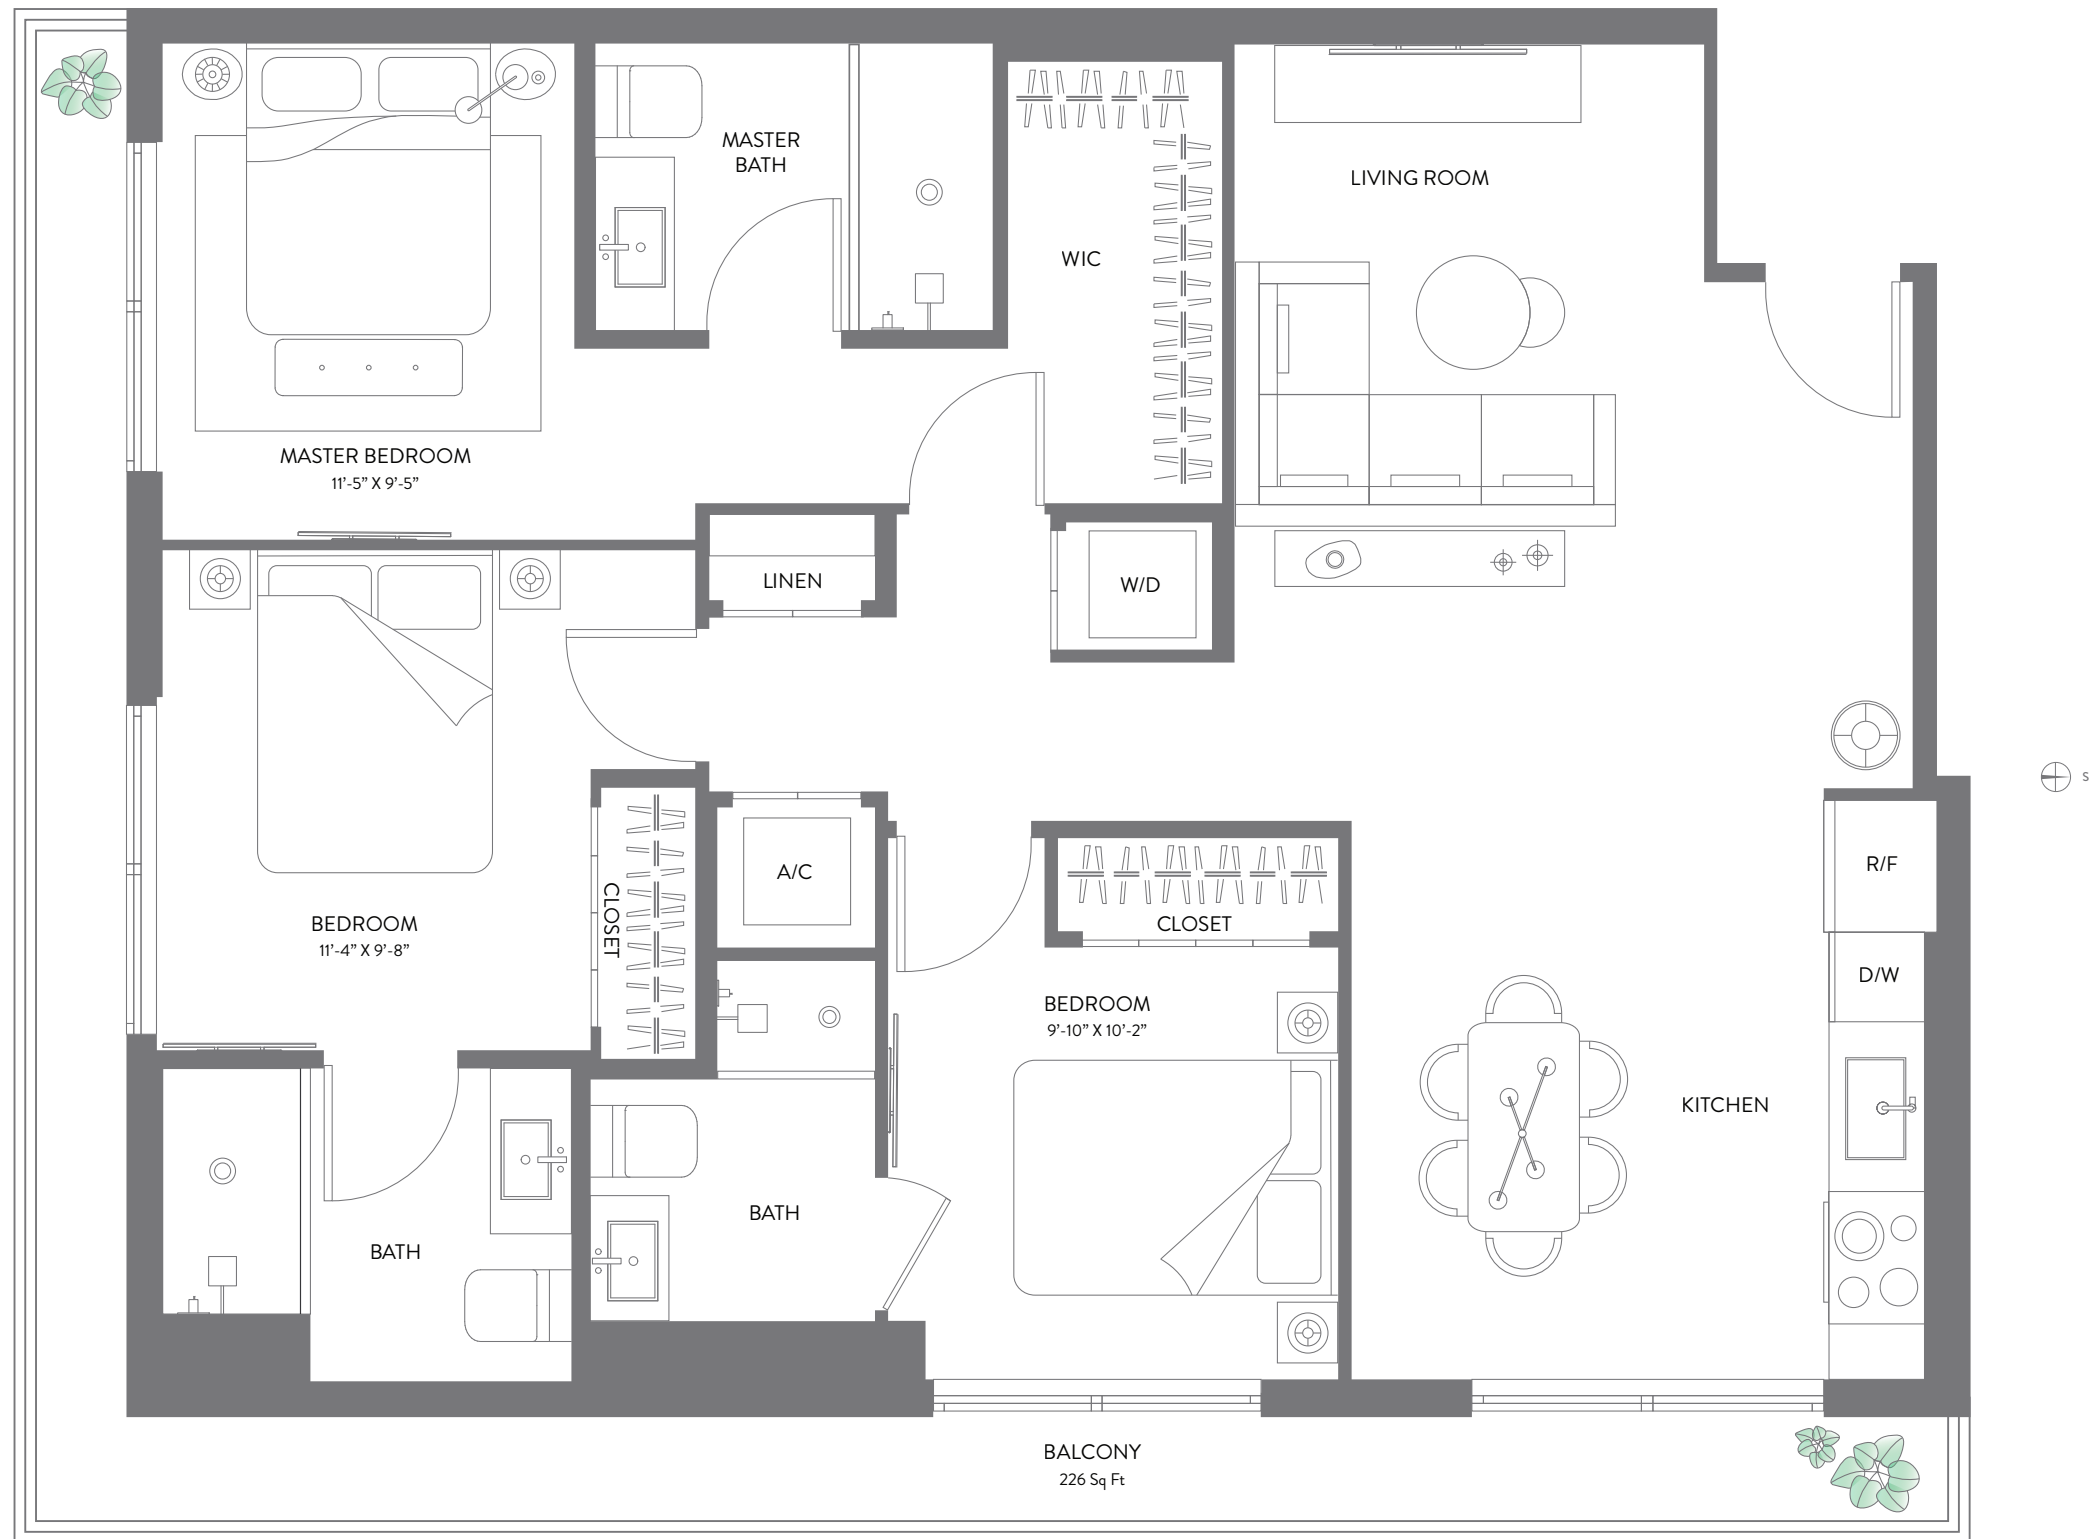 MASTER
BATH
LIVING ROOM
WIC
MASTER BEDROOM
11’-5” X 9’-5”
LINEN
W/D
S
A/C
R/F
CLOSET
BEDROOM
11’-4” X 9’-8”
CLOSET
D/W
BEDROOM
9’-10” X 10’-2”
KITCHEN
BATH
BATH
BALCONY
226 Sq Ft